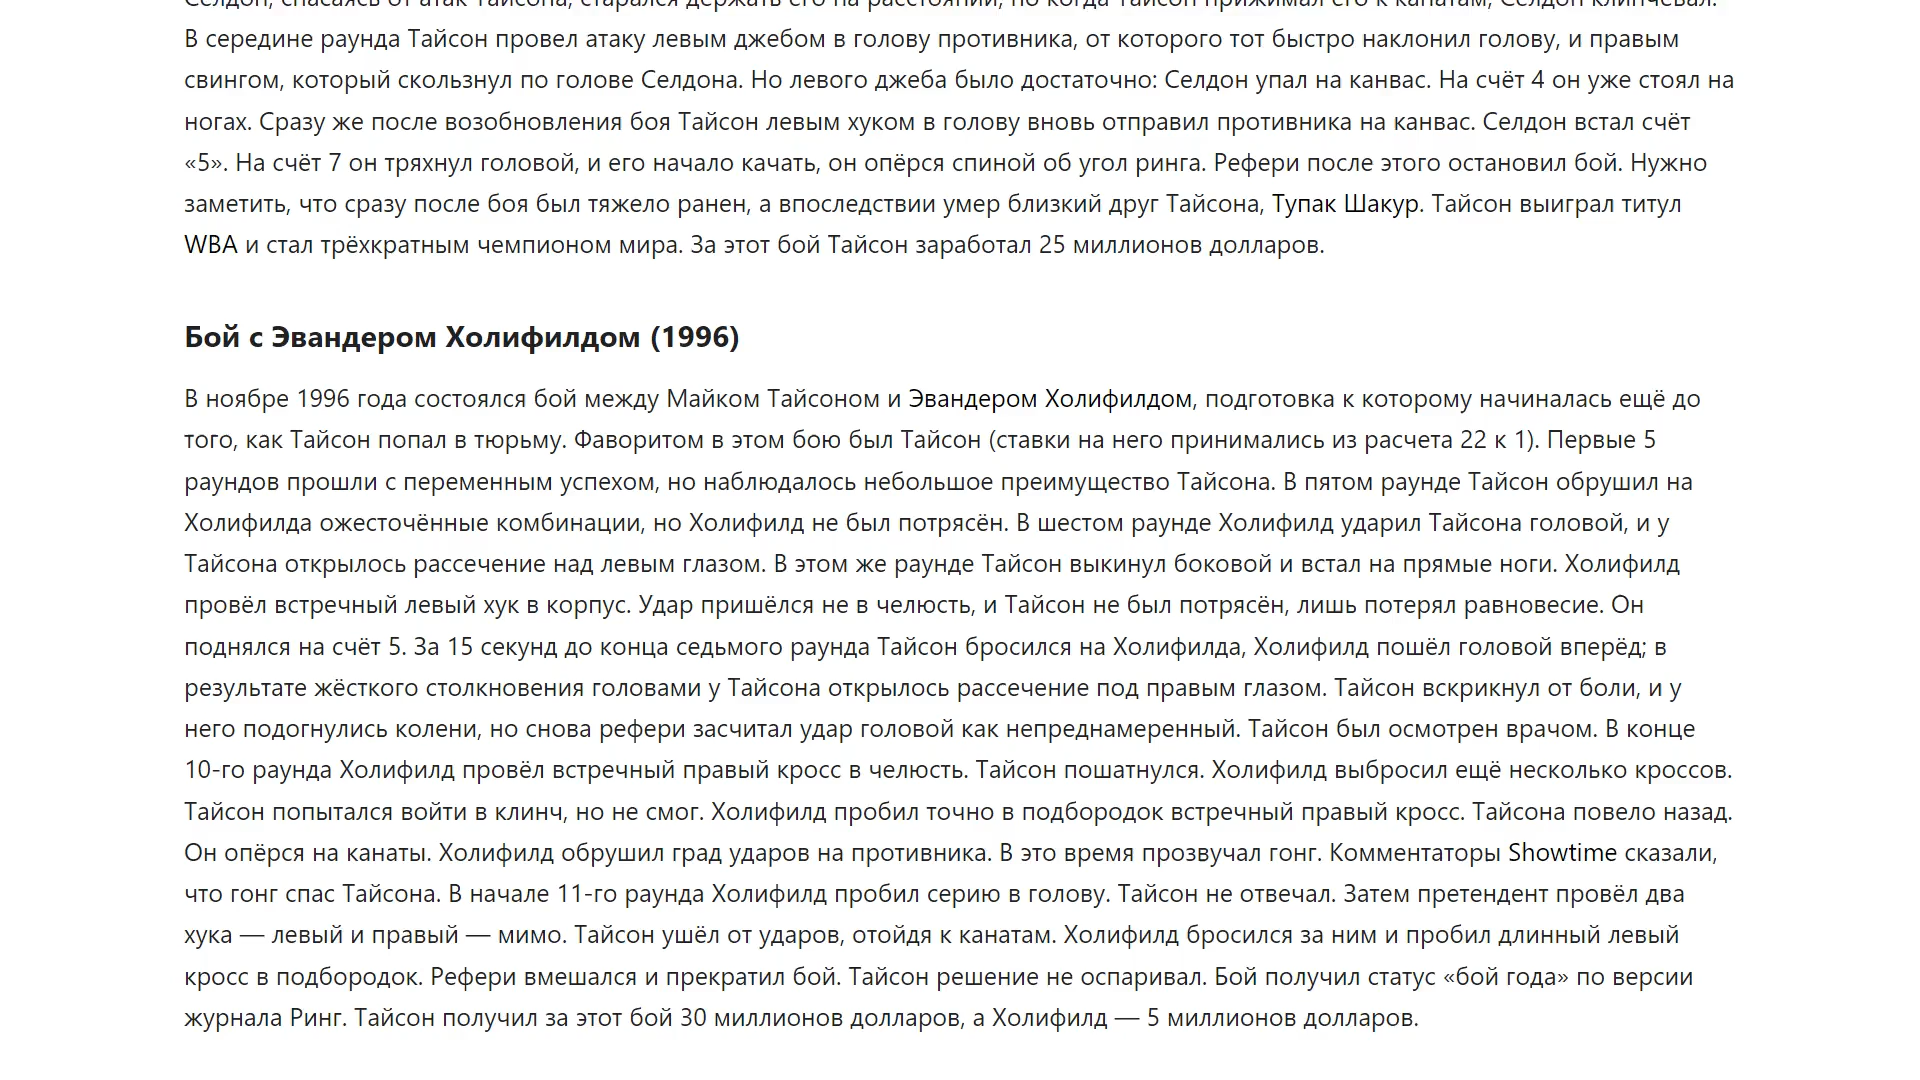 Селдон, спасаясь от атак Тайсона, старался держать его на расстоянии, но когда Тайсон прижимал его к канатам, Селдон клинчевал.
В середине раунда Тайсон провел атаку левым джебом в голову противника, от которого тот быстро наклонил голову, и правым
свингом, который скользнул по голове Селдона. Но левого джеба было достаточно: Селдон упал на канвас. На счёт 4 он уже стоял на
ногах. Сразу же после возобновления боя Тайсон левым хуком в голову вновь отправил противника на канвас. Селдон встал счёт
«5». На счёт 7 он тряхнул головой, и его начало качать, он опёрся спиной об угол ринга. Рефери после этого остановил бой. Нужно
заметить, что сразу после боя был тяжело ранен, а впоследствии умер близкий друг Тайсона, Тупак Шакур. Тайсон выиграл титул
WBA и стал трёхкратным чемпионом мира. За этот бой Тайсон заработал 25 миллионов долларов.
Бой с Эвандером Холифилдом (1996)
В ноябре 1996 года состоялся бой между Майком Тайсоном и Эвандером Холифилдом, подготовка к которому начиналась ещё до
того, как Тайсон попал в тюрьму. Фаворитом в этом бою был Тайсон (ставки на него принимались из расчета 22 к 1). Первые 5
раундов прошли с переменным успехом, но наблюдалось небольшое преимущество Тайсона. В пятом раунде Тайсон обрушил на
Холифилда ожесточённые комбинации, но Холифилд не был потрясён. В шестом раунде Холифилд ударил Тайсона головой, и у
Тайсона открылось рассечение над левым глазом. В этом же раунде Тайсон выкинул боковой и встал на прямые ноги. Холифилд
провёл встречный левый хук в корпус. Удар пришёлся не в челюсть, и Тайсон не был потрясён, лишь потерял равновесие. Он
поднялся на счёт 5. За 15 секунд до конца седьмого раунда Тайсон бросился на Холифилда, Холифилд пошёл головой вперёд; в
результате жёсткого столкновения головами у Тайсона открылось рассечение под правым глазом. Тайсон вскрикнул от боли, и у
него подогнулись колени, но снова рефери засчитал удар головой как непреднамеренный. Тайсон был осмотрен врачом. В конце
10-го раунда Холифилд провёл встречный правый кросс в челюсть. Тайсон пошатнулся. Холифилд выбросил ещё несколько кроссов.
Тайсон попытался войти в клинч, но не смог. Холифилд пробил точно в подбородок встречный правый кросс. Тайсона повело назад.
Он опёрся на канаты. Холифилд обрушил град ударов на противника. В это время прозвучал гонг. Комментаторы Showtime сказали,
что гонг спас Тайсона. В начале 11-го раунда Холифилд пробил серию в голову. Тайсон не отвечал. Затем претендент провёл два
хука — левый и правый — мимо. Тайсон ушёл от ударов, отойдя к канатам. Холифилд бросился за ним и пробил длинный левый
кросс в подбородок. Рефери вмешался и прекратил бой. Тайсон решение не оспаривал. Бой получил статус «бой года» по версии
журнала Ринг. Тайсон получил за этот бой 30 миллионов долларов, а Холифилд — 5 миллионов долларов.